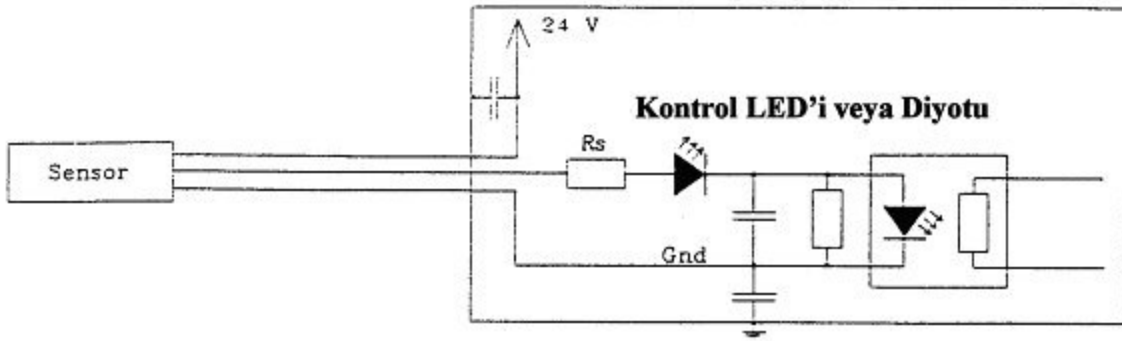 24 V
Kontrol LED’i veya Diyotu
Rs
Sensor
Gnd